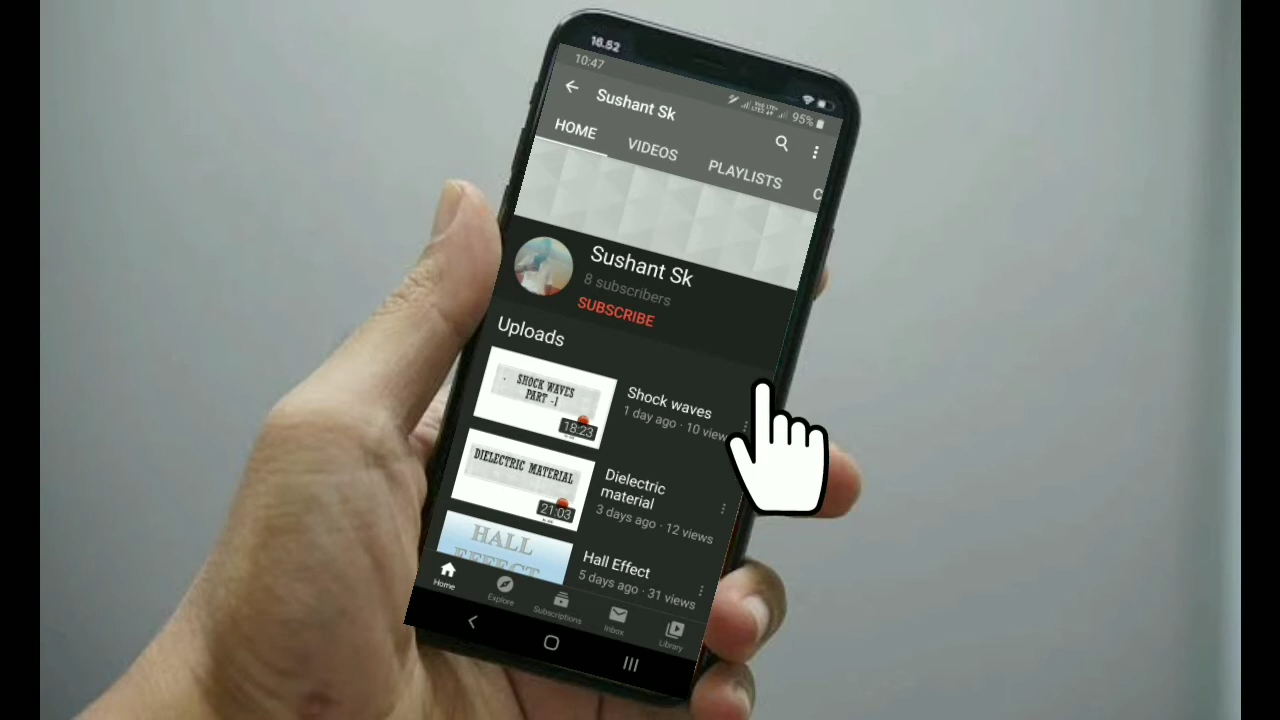 16.52
10:47
95%
Sushant Sk
HOME
VIDEOS
PLAYLISTS
C
Sushant Sk
8 subscribers
SUBSCRIBE
Uploads
SHOCK WAVES
PART -I
18:23
Shock waves
1 day ago · 10 view
DIELECTRIC MATERIAL
21:03
Dielectric
material
3 days ago · 12 views
HALL
EFFECT
Hall Effect
5 days ago · 31 views
Home
Explore
Subscriptions
Inbox
Library